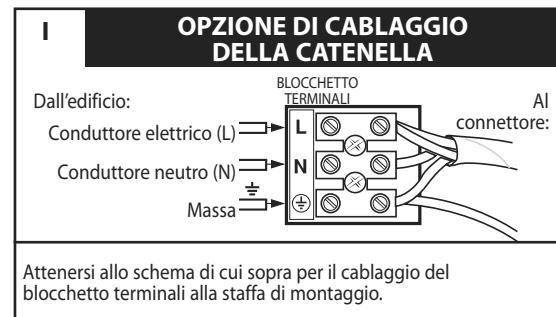 I
OPZIONE DI CABLAGGIO
DELLA CATENELLA
BLOCCHETTO
TERMINALI
Dall'edificio:
Al
connettore:
Conduttore elettrico (L)
L
Conduttore neutro (N)
N
Massa
Attenersi allo schema di cui sopra per il cablaggio del
blocchetto terminali alla staffa di montaggio.